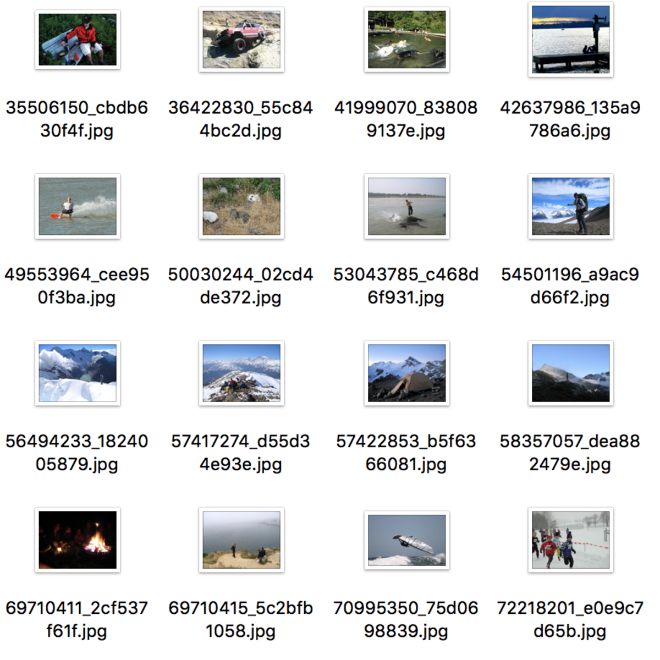 35506150_cbdb6
30f4f.jpg
36422830_55c84
4bc2d.jpg
41999070_83808
9137e.jpg
42637986_135a9
786a6.jpg
49553964_cee95
0f3ba.jpg
50030244_02cd4
de372.jpg
53043785_c468d
6f931.jpg
54501196_a9ac9
d66f2.jpg
56494233_18240
05879.jpg
57417274_d55d3
4e93e.jpg
57422853_b5f63
66081.jpg
58357057_dea88
2479e.jpg
69710411_2cf537
f61f.jpg
69710415_5c2bfb
1058.jpg
70995350_75d06
98839.jpg
72218201_e0e9c7
d65b.jpg